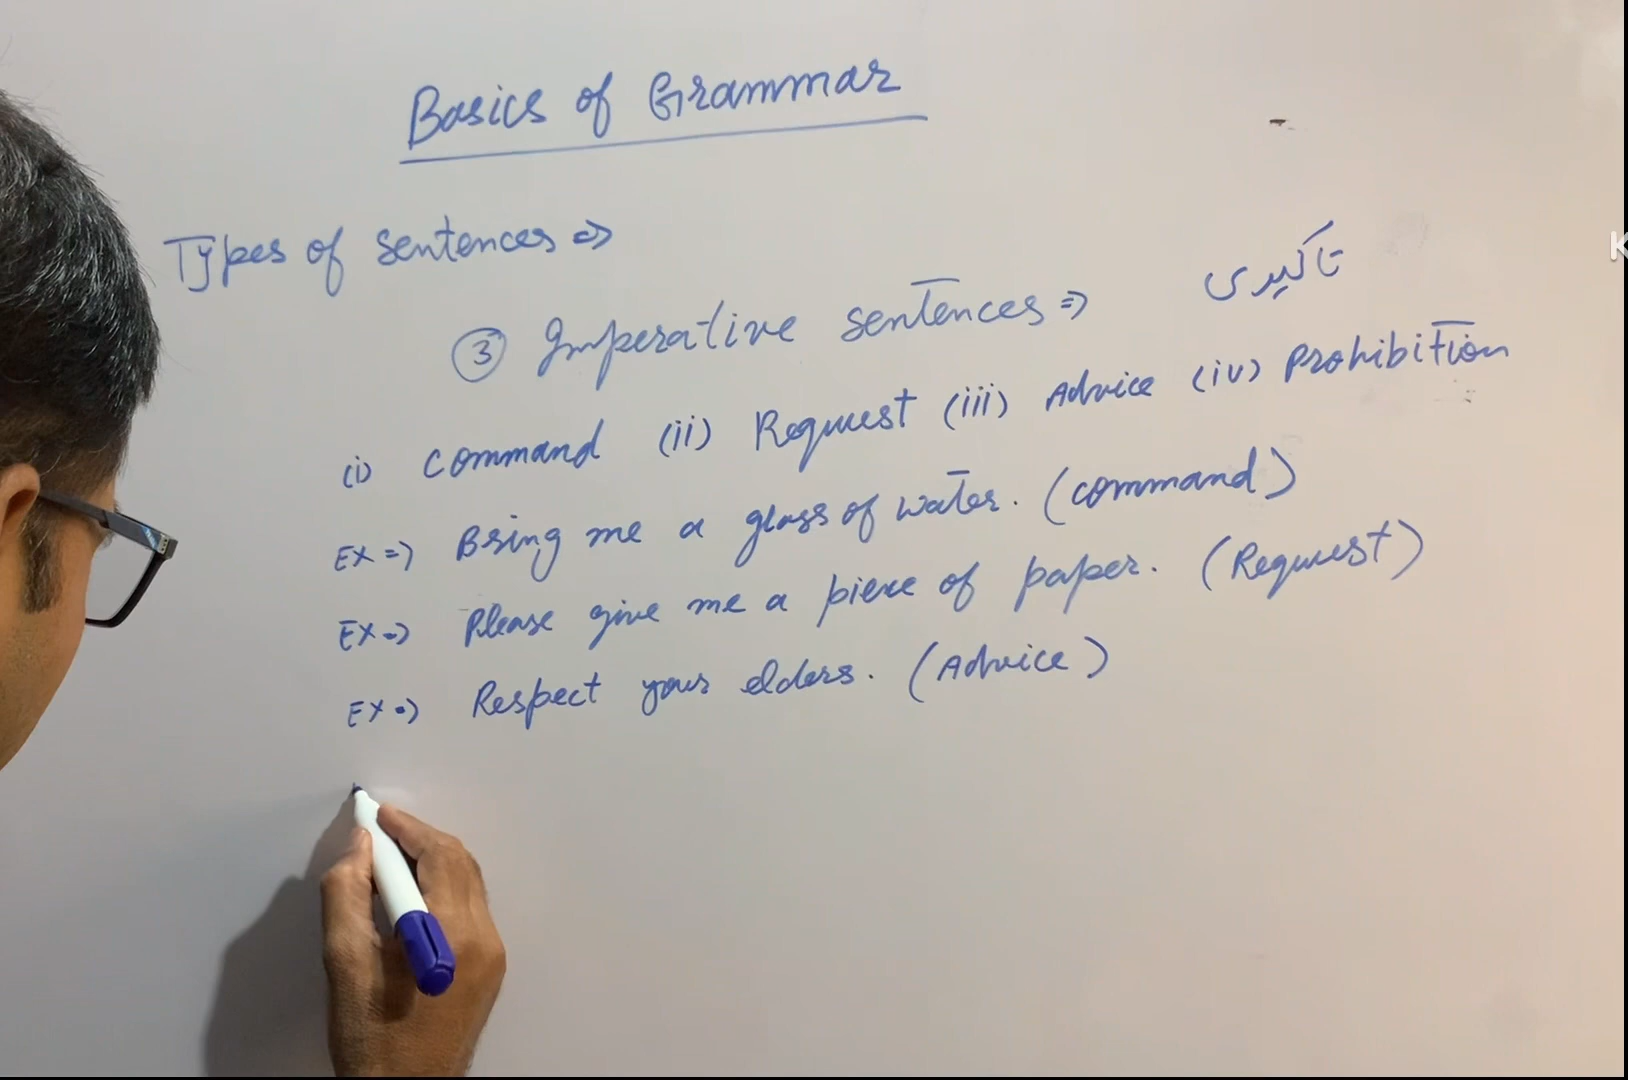 Basics of Grammar
Types of sentences =>
تاکیدی
③ Imperative sentences =>
(i) command (ii) Request (iii) Advice (iv) Prohibition
Ex => Bring me a glass of water. (command)
Ex => Please give me a piece of paper. (Request)
Ex => Respect your elders. (Advice)
K